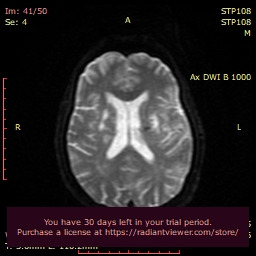 Im: 41/50
Se: 4
A
STP108
STP108
M
Ax DWI B 1000
R
L
You have 30 days left in your trial period.
Purchase a license at https://radiantviewer.com/store/